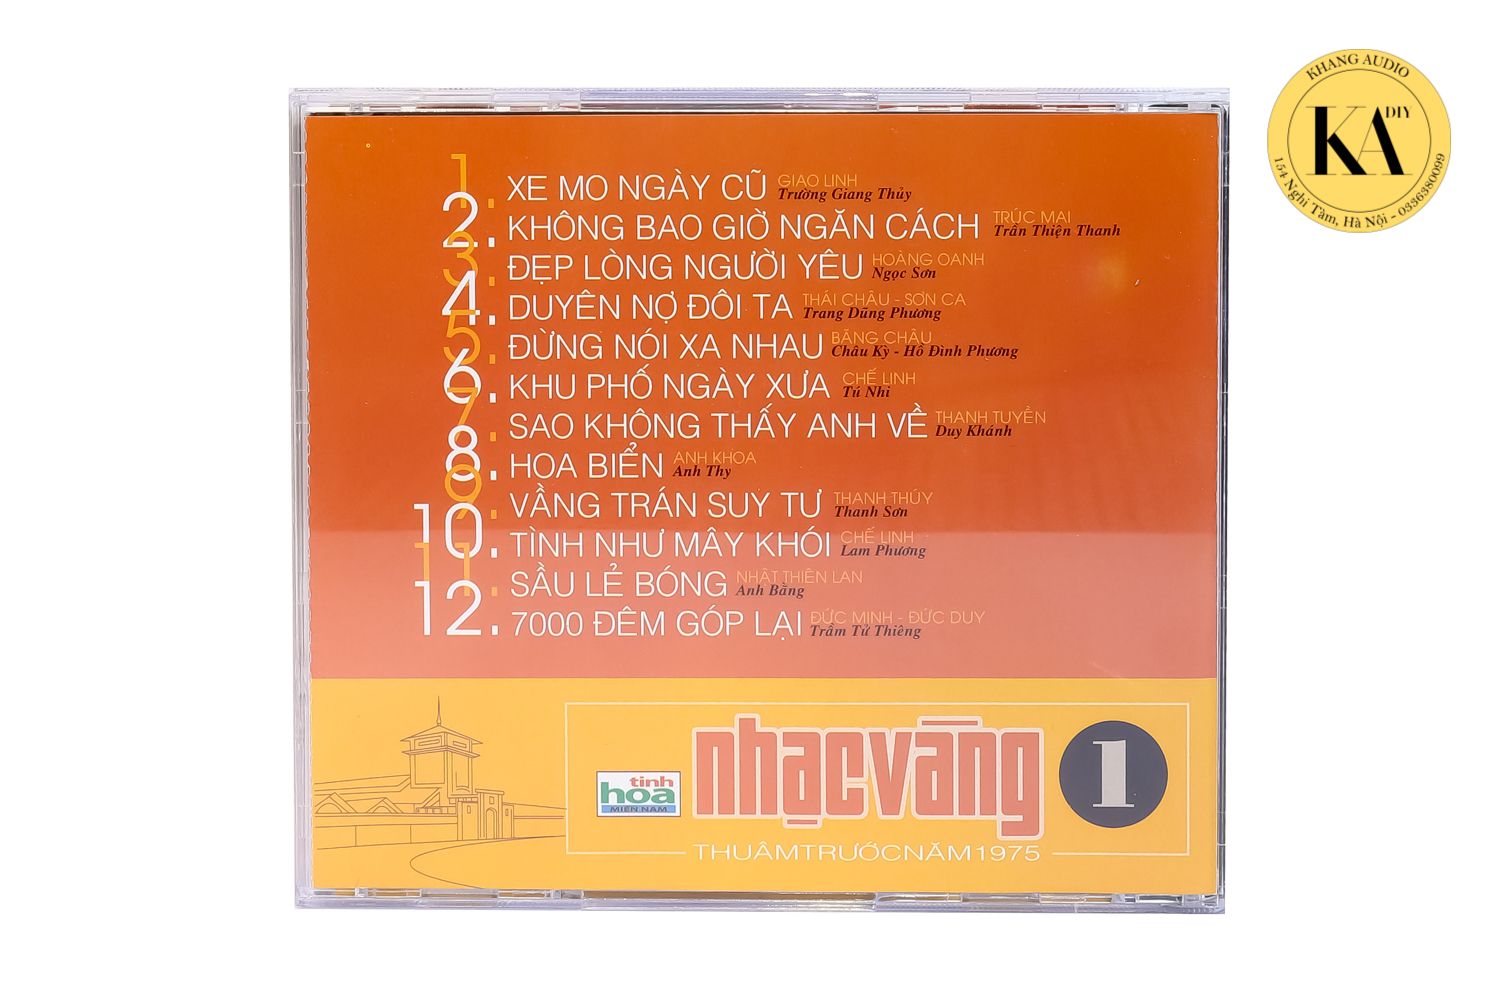 KHANG AUDIO
KA DIY
154 Nghi Tàm, Hà Nội - 0336380099
1. XE MO NGÀY CŨ GIAO LINH
Trường Giang Thủy
2. KHÔNG BAO GIỜ NGĂN CÁCH TRÚC MAI
Trần Thiện Thanh
3. ĐẸP LÒNG NGƯỜI YÊU HOÀNG OANH
Ngọc Sơn
4. DUYÊN NỢ ĐÔI TA THÁI CHÂU - SƠN CA
Trang Dũng Phương
5. ĐỪNG NÓI XA NHAU BĂNG CHÂU
Châu Kỳ - Hồ Đình Phương
6. KHU PHỐ NGÀY XƯA CHẾ LINH
Tú Nhi
7. SAO KHÔNG THẤY ANH VỀ THANH TUYỀN
Duy Khánh
8. HOA BIỂN ANH KHOA
Anh Thy
9. VẦNG TRÁN SUY TƯ THANH THÚY
Thanh Sơn
10. TÌNH NHƯ MÂY KHÓI CHẾ LINH
Lam Phương
11. SẦU LẺ BÓNG NHẬT THIÊN LAN
Anh Bằng
12. 7000 ĐÊM GÓP LẠI ĐỨC MINH - ĐỨC DUY
Trầm Tử Thiêng
tinh
hoa
MIỀN NAM
nhạc vàng 1
THU ÂM TRƯỚC NĂM 1975